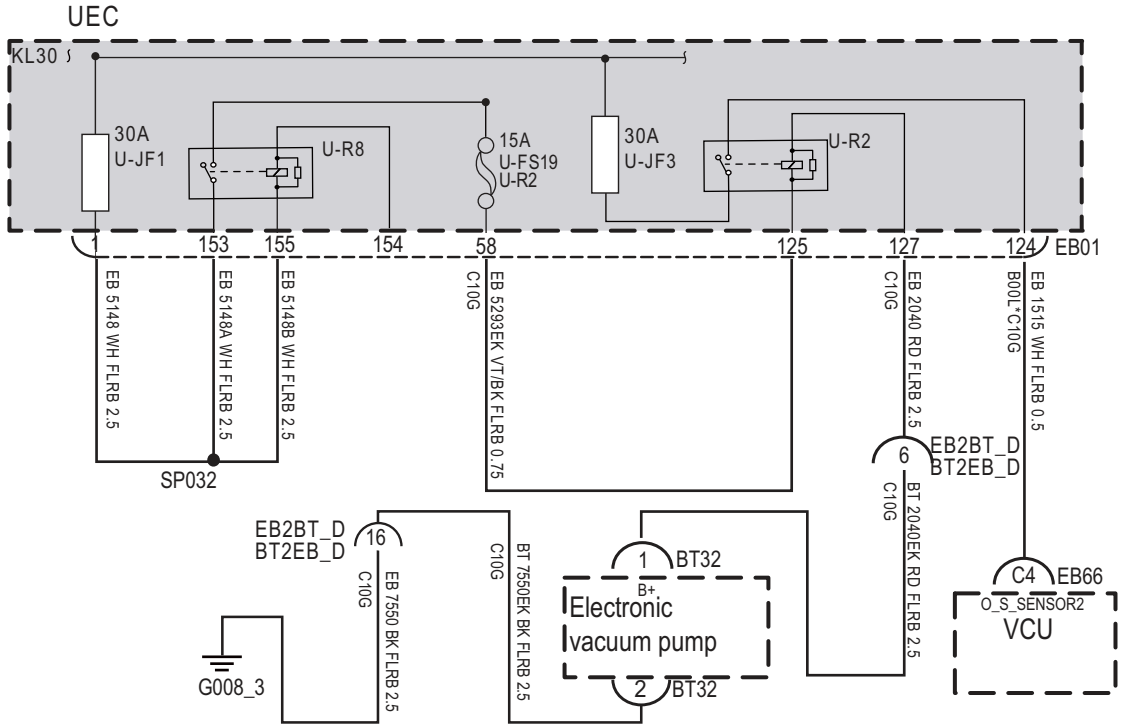 UEC
KL30
30A
U-JF1
U-R8
15A
U-FS19
U-R2
30A
U-JF3
U-R2
1
153
155
154
58
125
127
124
EB01
EB 5148 WH FLRB 2.5
EB 5148A WH FLRB 2.5
EB 5148B WH FLRB 2.5
EB 5293EK VT/BK FLRB 0.75
C10G
EB 2040 RD FLRB 2.5
C10G
EB 1515 WH FLRB 0.5
B00L*C10G
SP032
6
EB2BT_D
BT2EB_D
BT 2040EK RD FLRB 2.5
C10G
EB2BT_D
BT2EB_D
16
EB 7550 BK FLRB 2.5
C10G
BT 7550EK BK FLRB 2.5
C10G
1
BT32
B+
Electronic
vacuum pump
2
BT32
C4
EB66
O_S_SENSOR2
VCU
G008_3